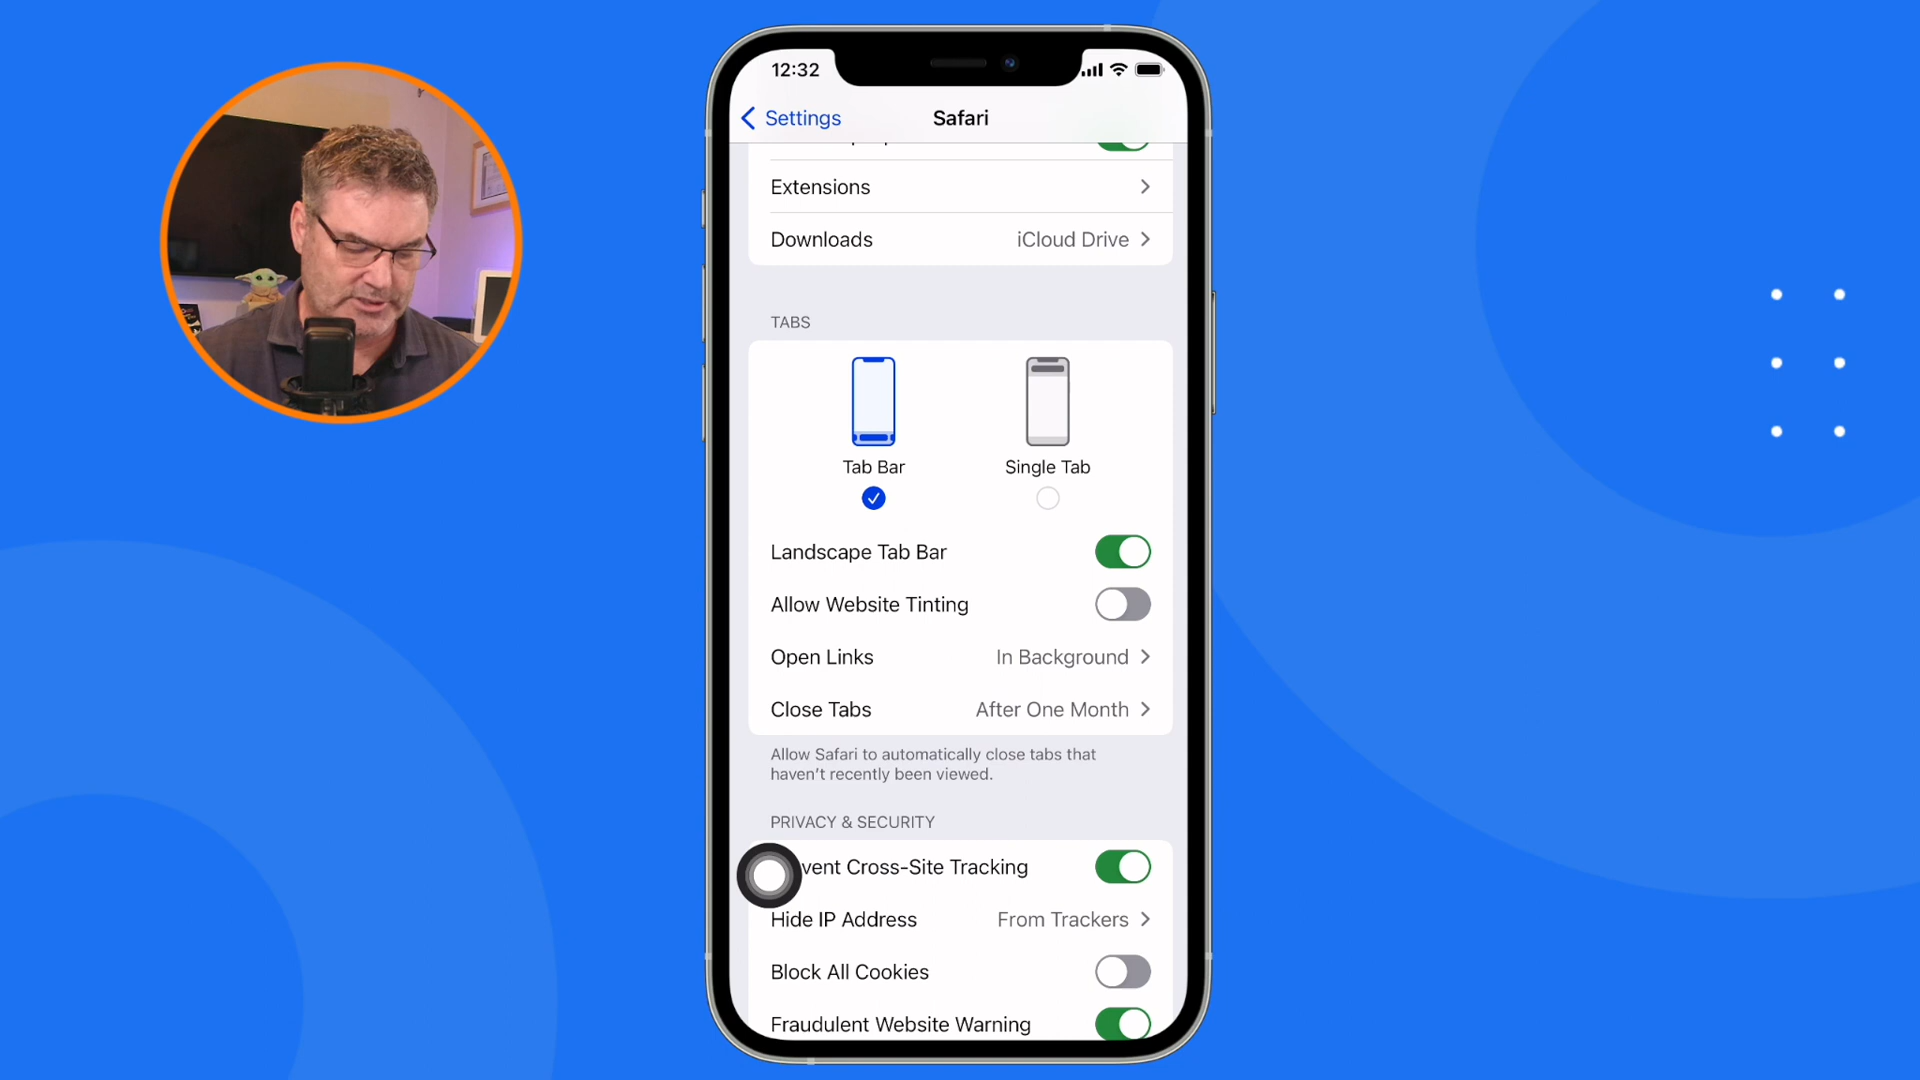 12:32
Settings
Safari
Extensions
Downloads
iCloud Drive
TABS
Tab Bar
Single Tab
Landscape Tab Bar
Allow Website Tinting
Open Links
In Background
Close Tabs
After One Month
Allow Safari to automatically close tabs that
haven't recently been viewed.
PRIVACY & SECURITY
vent Cross-Site Tracking
Hide IP Address
From Trackers
Block All Cookies
Fraudulent Website Warning